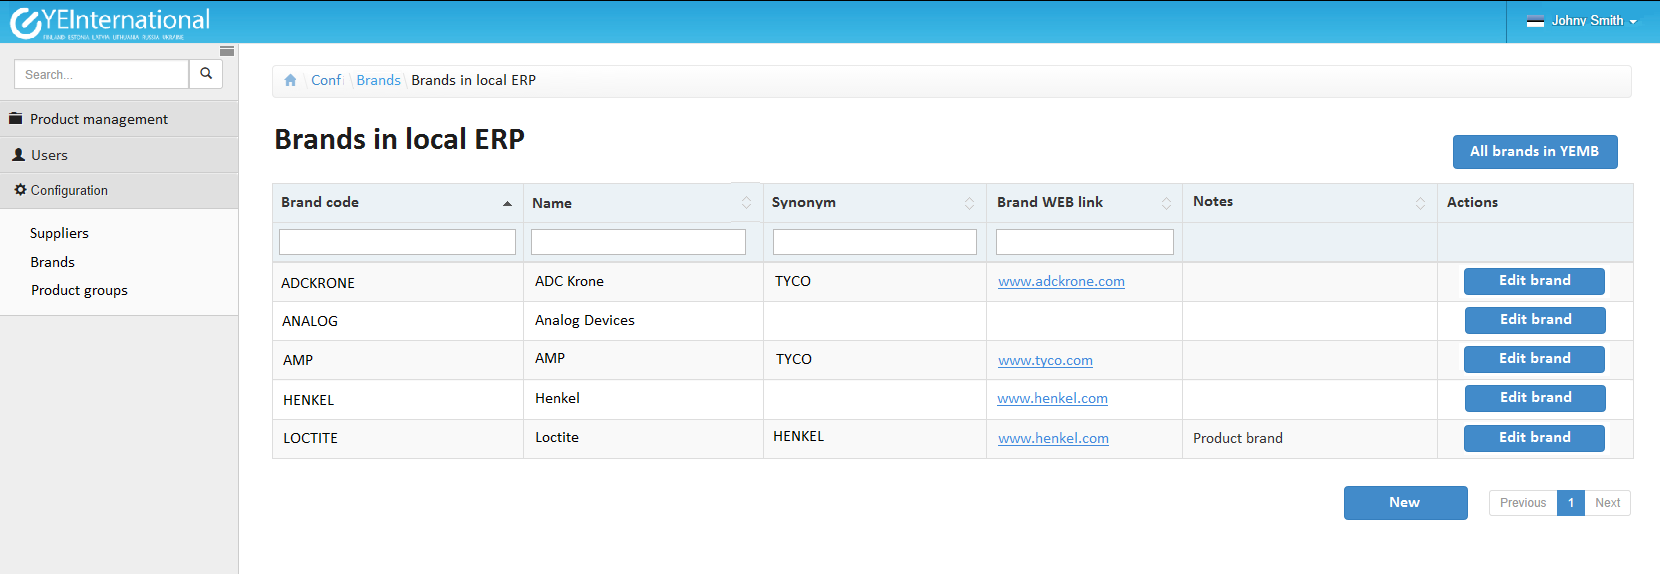 YEInternational
FINLAND ESTONIA LATVIA LITHUANIA RUSSIA UKRAINE
Johny Smith
Search...
Product management
Users
Configuration
Suppliers
Brands
Product groups
Conf \ Brands \ Brands in local ERP
Brands in local ERP
All brands in YEMB
Brand code Name Synonym Brand WEB link Notes Actions
ADCKRONE ADC Krone TYCO www.adckrone.com Edit brand
ANALOG Analog Devices Edit brand
AMP AMP TYCO www.tyco.com Edit brand
HENKEL Henkel www.henkel.com Edit brand
LOCTITE Loctite HENKEL www.henkel.com Product brand Edit brand
New Previous 1 Next